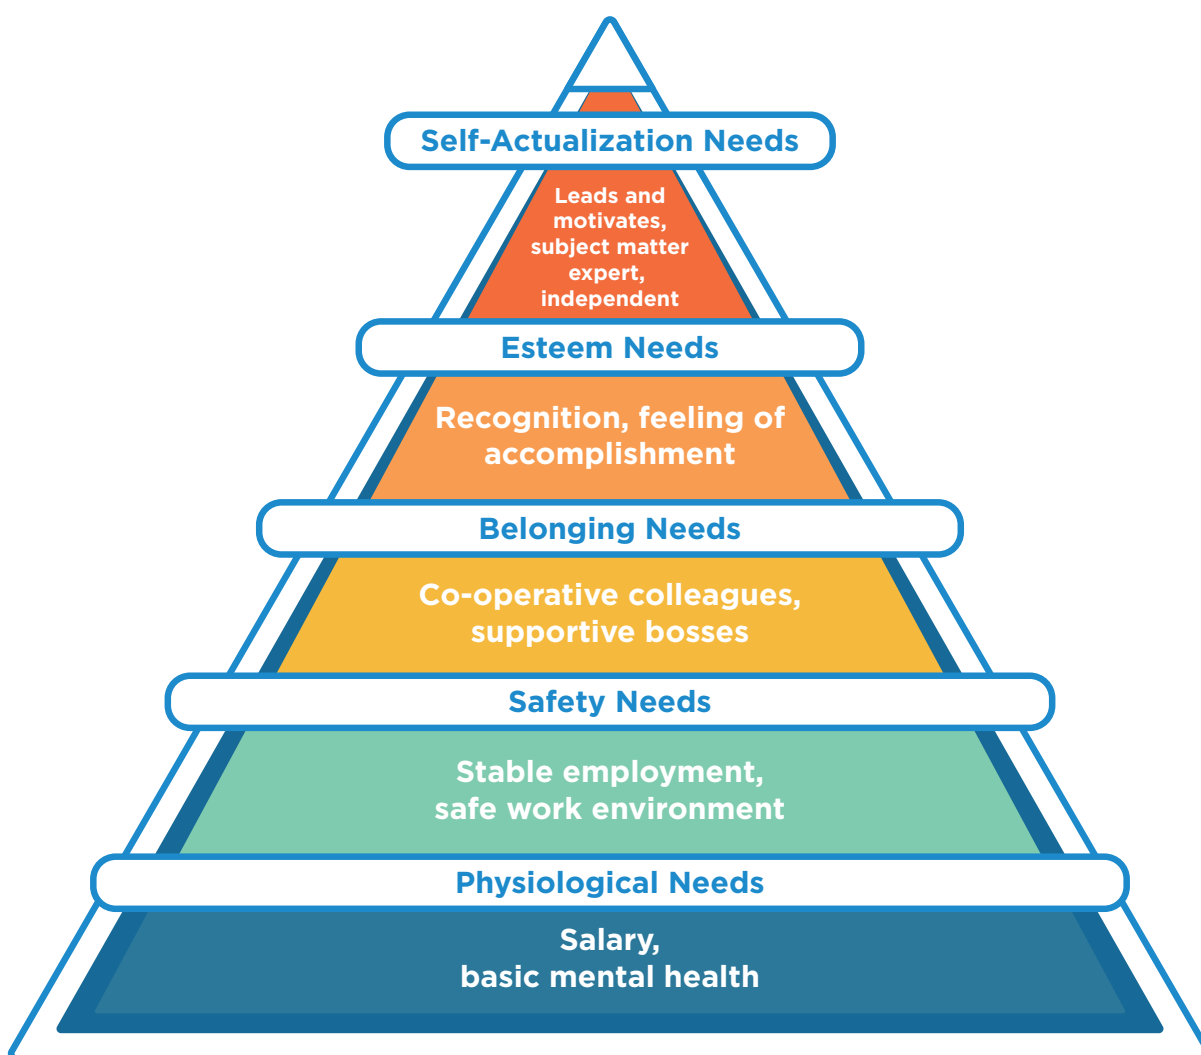 Self-Actualization Needs
Leads and
motivates,
subject matter
expert,
independent
Esteem Needs
Recognition, feeling of
accomplishment
Belonging Needs
Co-operative colleagues,
supportive bosses
Safety Needs
Stable employment,
safe work environment
Physiological Needs
Salary,
basic mental health